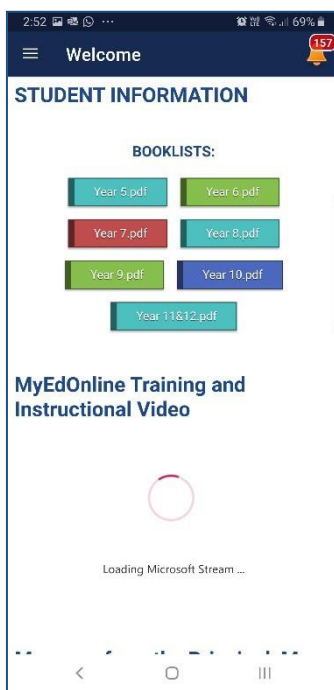 2:52 69%
Welcome 157
STUDENT INFORMATION
BOOKLISTS:
Year 5.pdf Year 6.pdf
Year 7.pdf Year 8.pdf
Year 9.pdf Year 10.pdf
Year 11&12.pdf
MyEdOnline Training and
Instructional Video
Loading Microsoft Stream ...